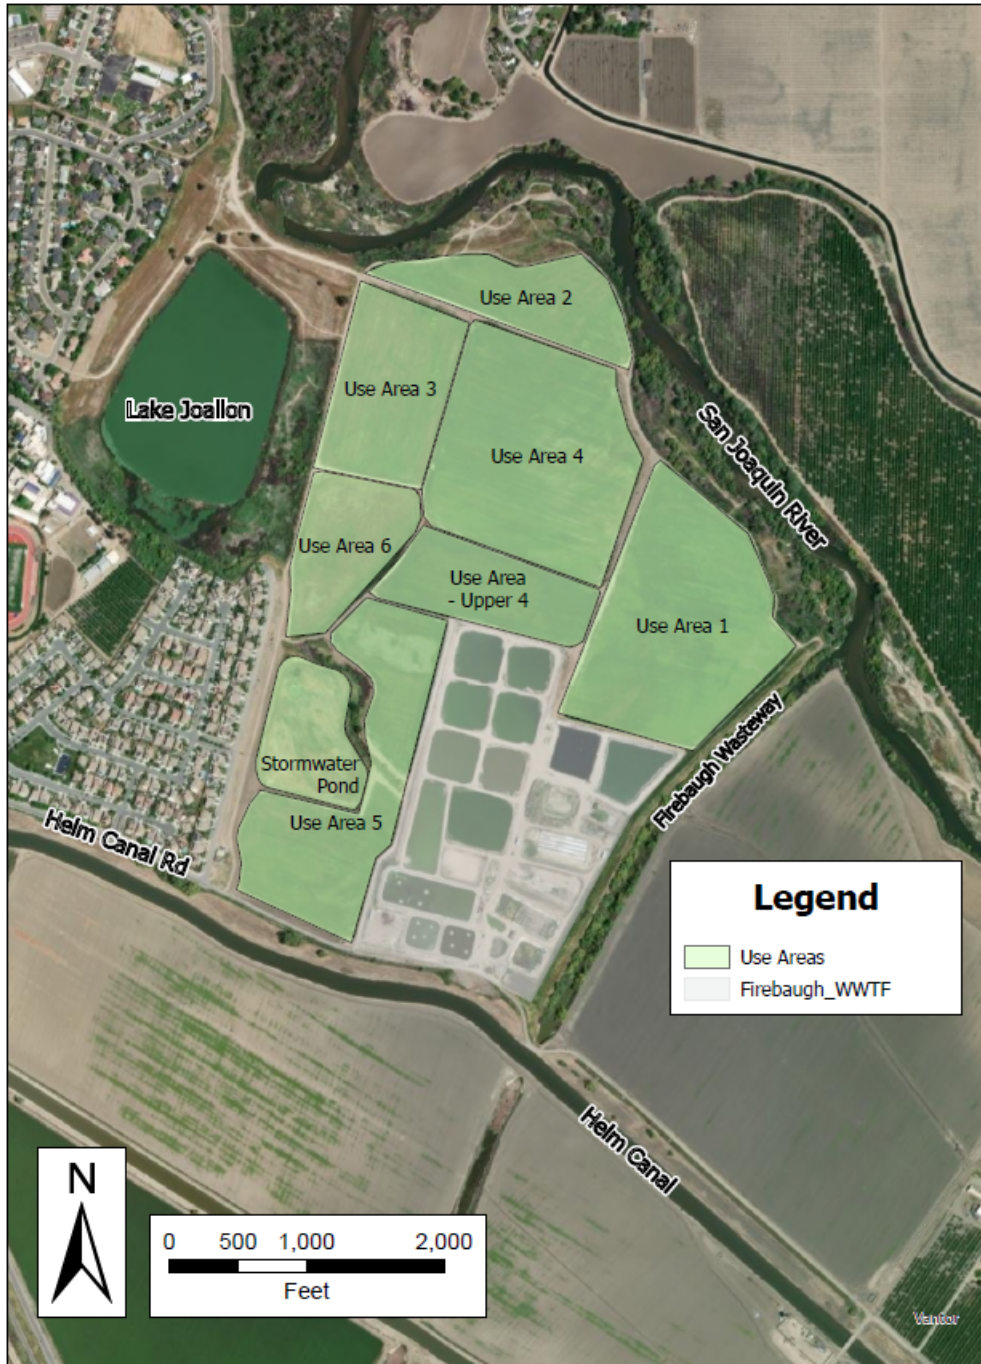 Use Area 2
Use Area 3
Lake Joallon
San Joaquin River
Use Area 4
Use Area 6
Use Area
- Upper 4
Use Area 1
Stormwater
Pond
Firebaugh Wasteway
Use Area 5
Helm Canal Rd
Legend
Use Areas
Firebaugh_WWTF
Helm Canal
N
0 500 1,000 2,000
Feet
Vantor